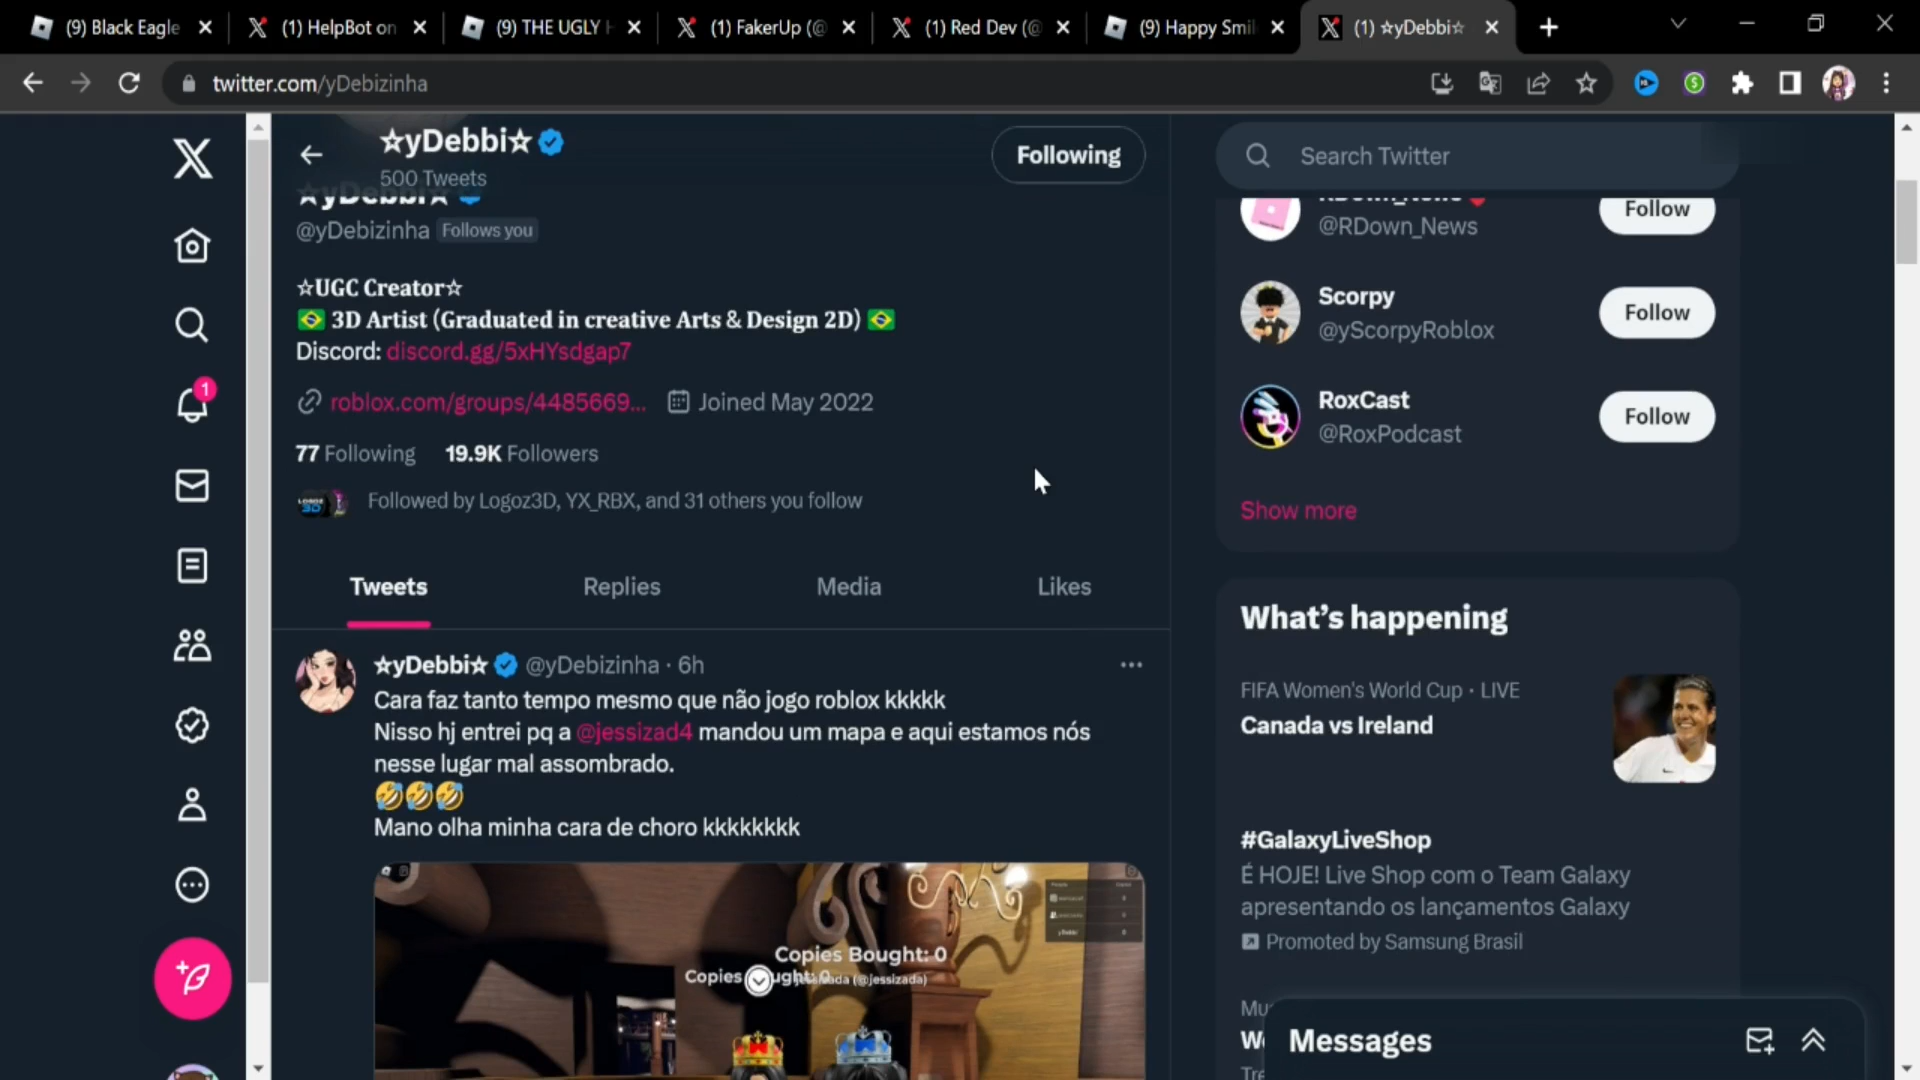 (9) Black Eagle
(1) HelpBot on
(9) THE UGLY
(1) FakerUp (@
(1) Red Dev (@
(9) Happy Smil
(1) ☆yDebbi☆
twitter.com/yDebizinha
☆yDebbi☆
500 Tweets
Following
☆yDebbi☆
@yDebizinha Follows you
☆UGC Creator☆
🇧🇷 3D Artist (Graduated in creative Arts & Design 2D) 🇧🇷
Discord: discord.gg/5xHYsdgap7
roblox.com/groups/4485669... Joined May 2022
77 Following 19.9K Followers
LOGOZ
3D
Followed by Logoz3D, YX_RBX, and 31 others you follow
Tweets Replies Media Likes
☆yDebbi☆ @yDebizinha · 6h
Cara faz tanto tempo mesmo que não jogo roblox kkkkk
Nisso hj entrei pq a @jessizad4 mandou um mapa e aqui estamos nós
nesse lugar mal assombrado.
🤣🤣🤣
Mano olha minha cara de choro kkkkkkkk
Copies Bought: 0
Copies
(@jessizada)
1
Search Twitter
RDown_News
@RDown_News
Follow
Scorpy
@yScorpyRoblox
Follow
RoxCast
@RoxPodcast
Follow
Show more
What’s happening
FIFA Women's World Cup · LIVE
Canada vs Ireland
#GalaxyLiveShop
É HOJE! Live Shop com o Team Galaxy
apresentando os lançamentos Galaxy
Promoted by Samsung Brasil
Messages